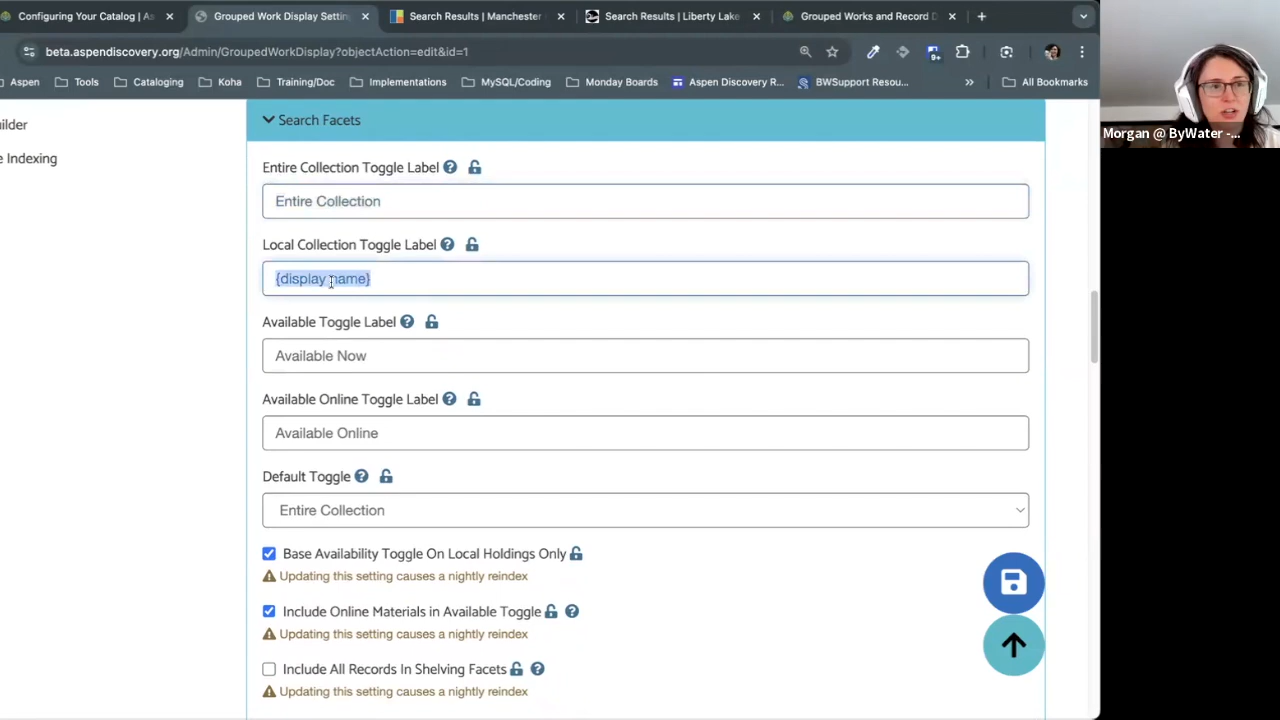 Configuring Your Catalog | As
Grouped Work Display Settin
Search Results | Manchester
Search Results | Liberty Lake
Grouped Works and Record D
beta.aspendiscovery.org/Admin/GroupedWorkDisplay?objectAction=edit&id=1
9+
Aspen
Tools
Cataloging
Koha
Training/Doc
Implementations
MySQL/Coding
Monday Boards
Aspen Discovery R...
BWSupport Resou...
»
All Bookmarks
Morgan @ ByWater -...
uilder
e Indexing
Search Facets
Entire Collection Toggle Label
Entire Collection
Local Collection Toggle Label
{display name}
Available Toggle Label
Available Now
Available Online Toggle Label
Available Online
Default Toggle
Entire Collection
Base Availability Toggle On Local Holdings Only
Updating this setting causes a nightly reindex
Include Online Materials in Available Toggle
Updating this setting causes a nightly reindex
Include All Records In Shelving Facets
Updating this setting causes a nightly reindex